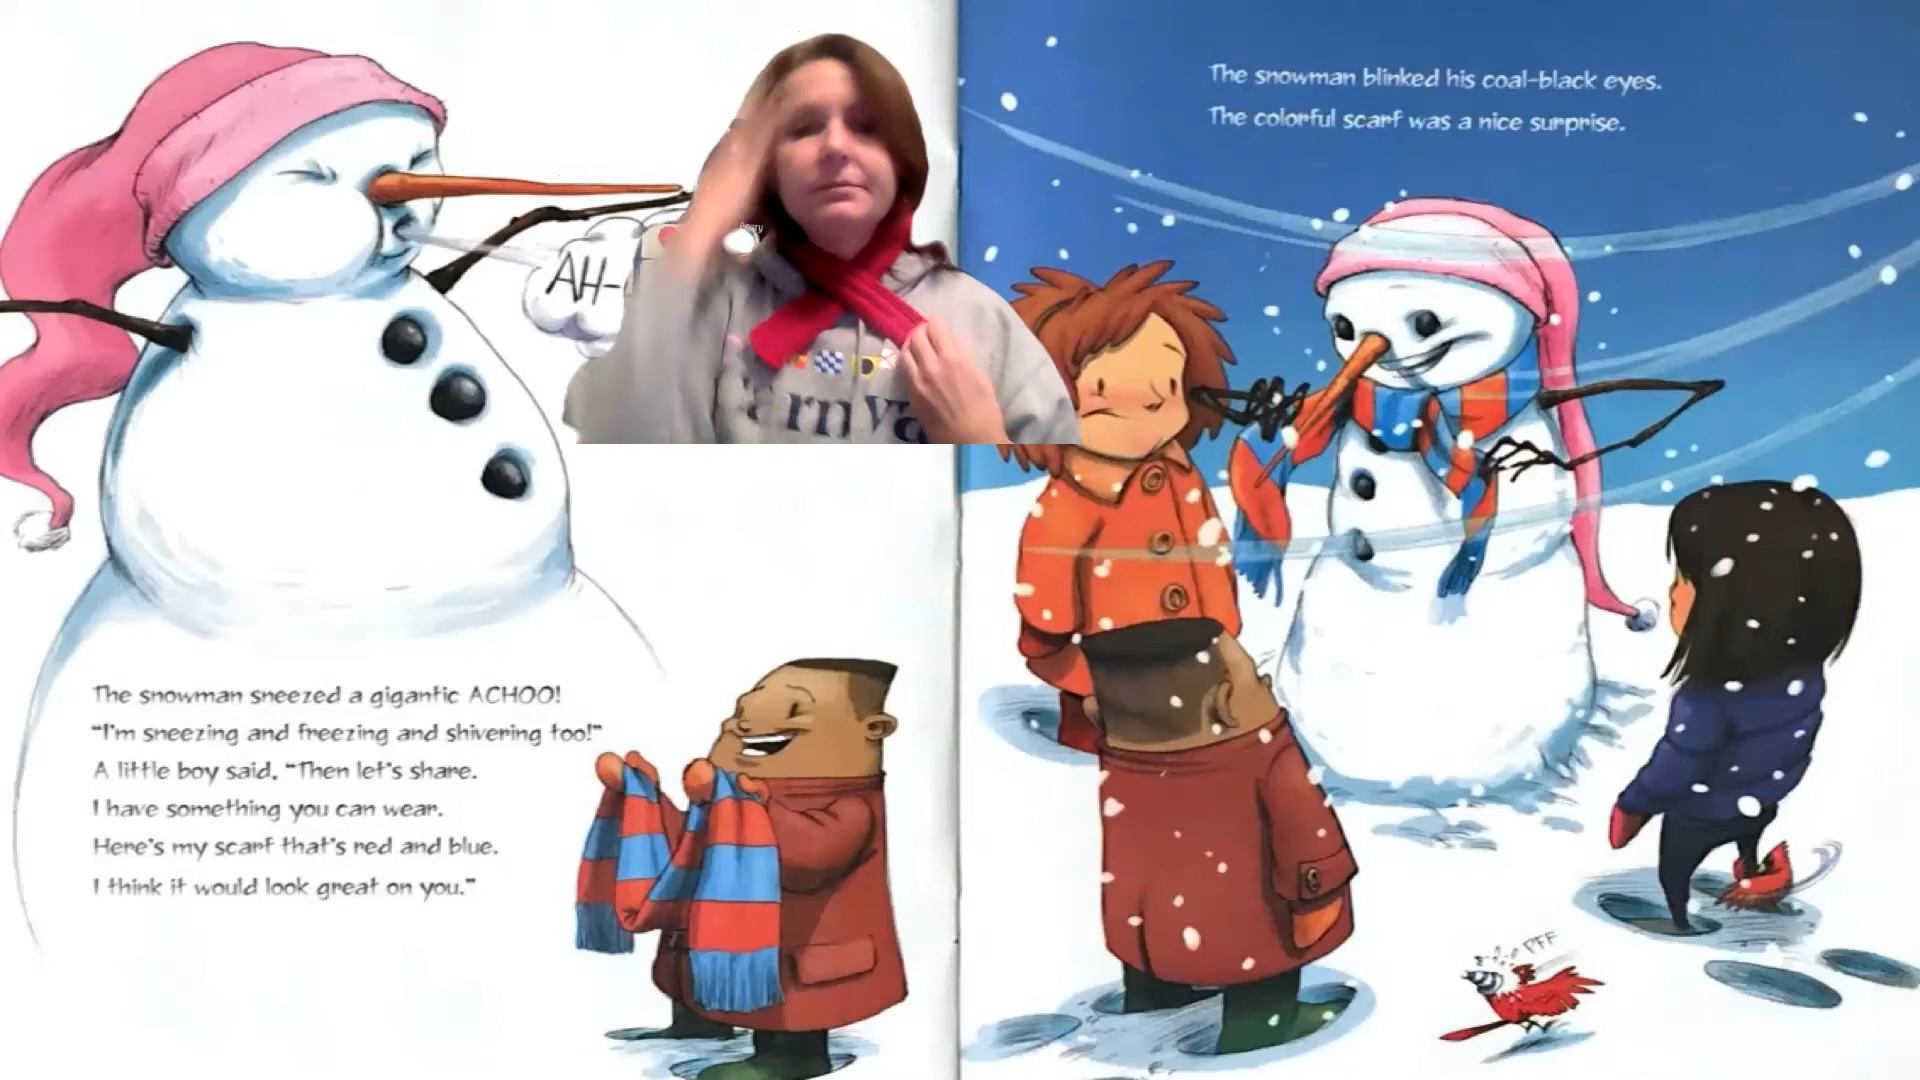 AH-
The snowman sneezed a gigantic ACHOO!
"I'm sneezing and freezing and shivering too!"
A little boy said, "Then let's share.
I have something you can wear.
Here's my scarf that's red and blue.
I think it would look great on you."
The snowman blinked his coal-black eyes.
The colorful scarf was a nice surprise.
PFF